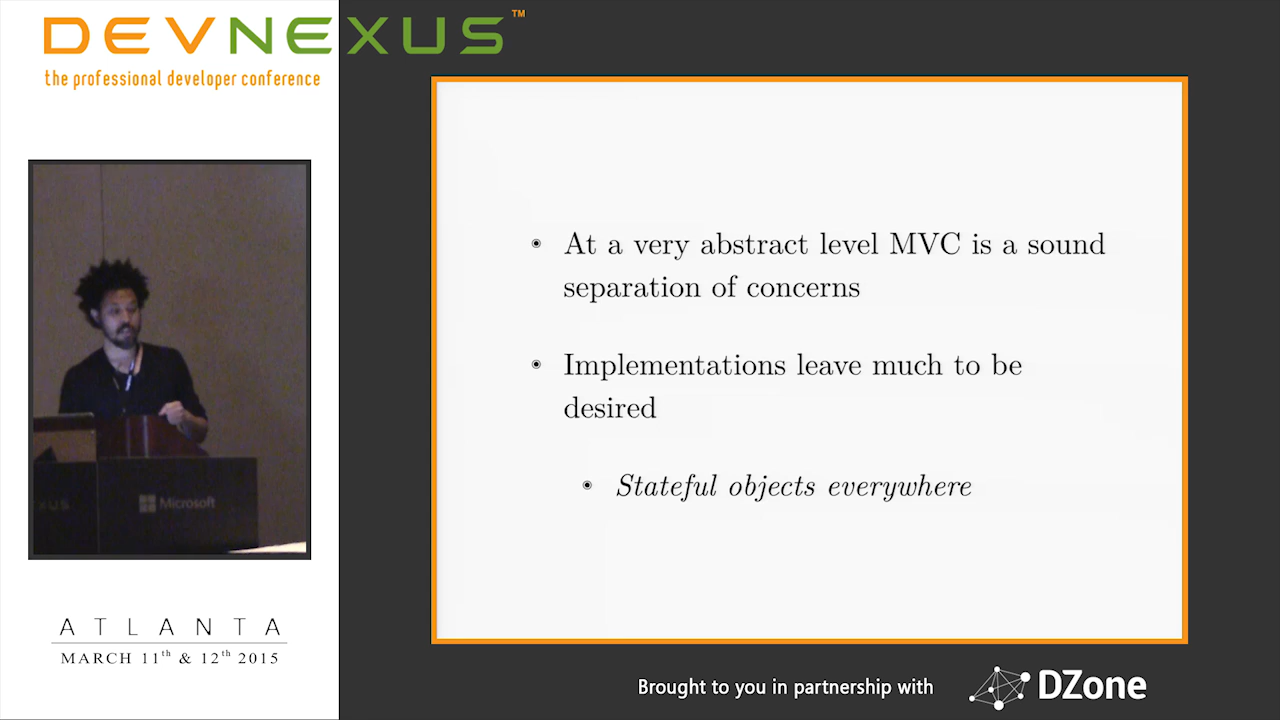 DEVNEXUS™
the professional developer conference
• At a very abstract level MVC is a sound
separation of concerns
• Implementations leave much to be
desired
• Stateful objects everywhere
Microsoft
ATLANTA
MARCH 11th & 12th 2015
Brought to you in partnership with
DZone